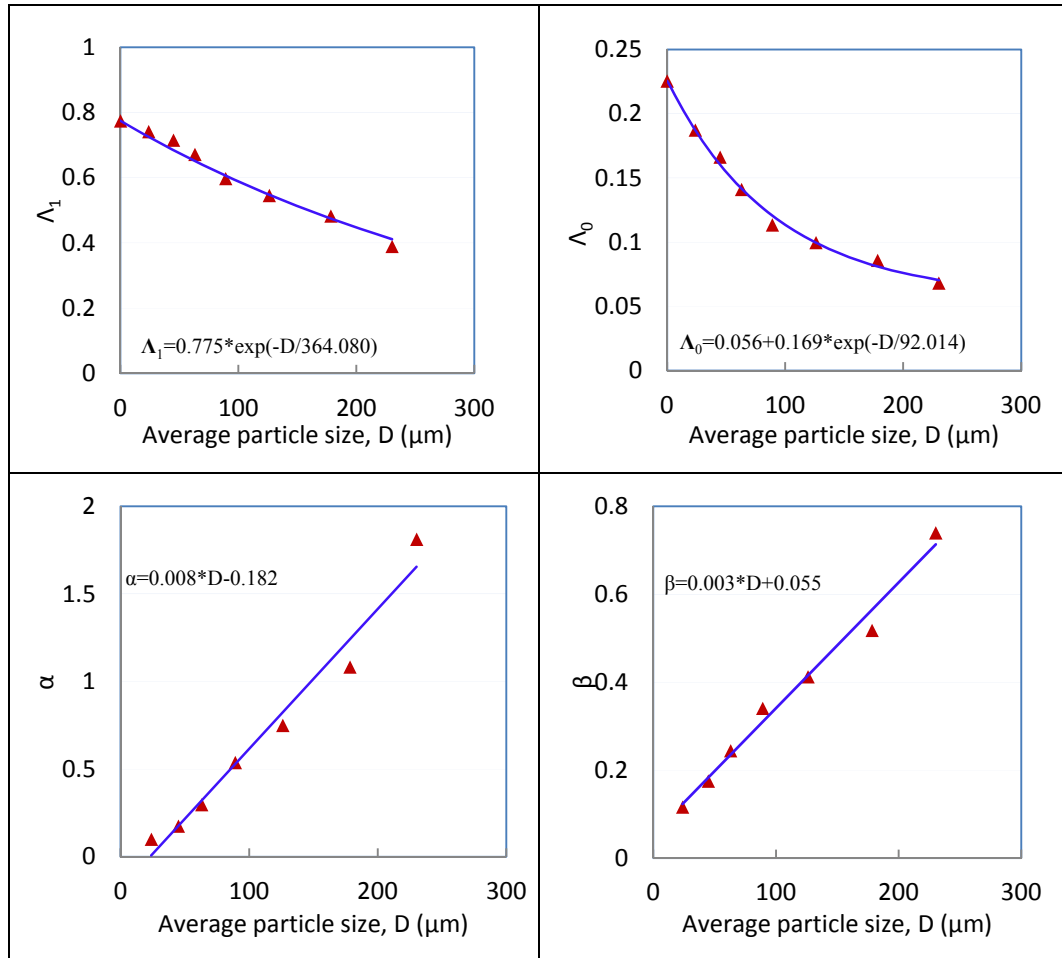 1
0.8
0.6
0.4
0.2
0
Λ1
Λ1=0.775*exp(-D/364.080)
0 100 200 300
Average particle size, D (µm)
0.25
0.2
0.15
0.1
0.05
0
Λ0
Λ0=0.056+0.169*exp(-D/92.014)
0 100 200 300
Average particle size, D (µm)
2
1.5
1
0.5
0
α
α=0.008*D-0.182
0 100 200 300
Average particle size, D (µm)
0.8
0.6
0.4
0.2
0
β
β=0.003*D+0.055
0 100 200 300
Average particle size, D (µm)